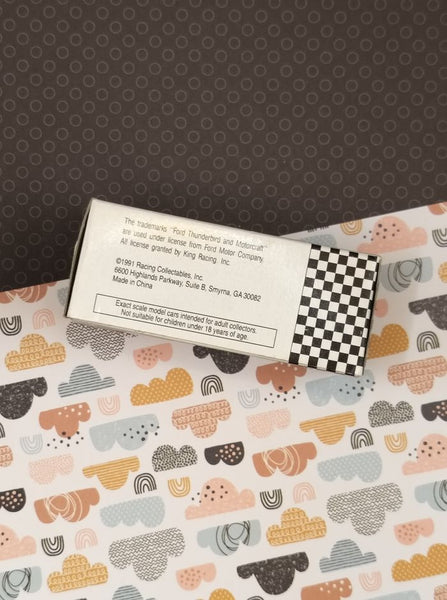 The trademarks "Ford Thunderbird and Motorcraft"
are used under license from Ford Motor Company.
All license granted by King Racing, Inc.
©1991 Racing Collectables, Inc.
6600 Highlands Parkway, Suite B, Smyrna, GA 30082
Made in China
Exact scale model cars intended for adult collectors.
Not suitable for children under 18 years of age.